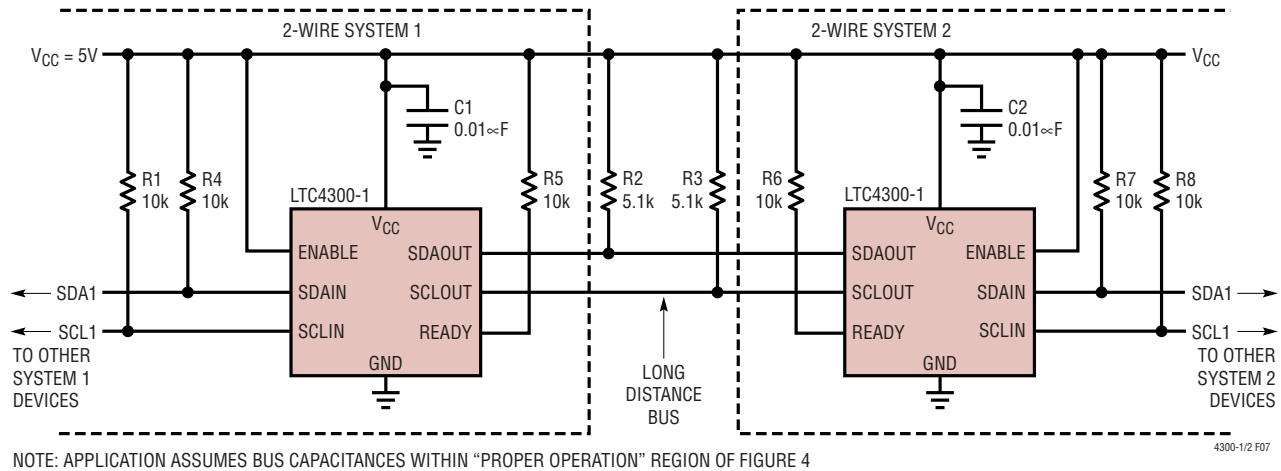 2-WIRE SYSTEM 1
2-WIRE SYSTEM 2
VCC = 5V
VCC
C1
0.01∝F
C2
0.01∝F
R1
10k
R4
10k
R5
10k
R2
5.1k
R3
5.1k
R6
10k
R7
10k
R8
10k
LTC4300-1
VCC
ENABLE
SDAIN
SCLIN
GND
SDAOUT
SCLOUT
READY
LTC4300-1
VCC
SDAOUT
SCLOUT
READY
GND
ENABLE
SDAIN
SCLIN
SDA1
SCL1
TO OTHER
SYSTEM 1
DEVICES
LONG
DISTANCE
BUS
SDA1
SCL1
TO OTHER
SYSTEM 2
DEVICES
4300-1/2 F07
NOTE: APPLICATION ASSUMES BUS CAPACITANCES WITHIN “PROPER OPERATION” REGION OF FIGURE 4